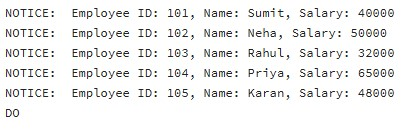 NOTICE:  Employee ID: 101, Name: Sumit, Salary: 40000
NOTICE:  Employee ID: 102, Name: Neha, Salary: 50000
NOTICE:  Employee ID: 103, Name: Rahul, Salary: 32000
NOTICE:  Employee ID: 104, Name: Priya, Salary: 65000
NOTICE:  Employee ID: 105, Name: Karan, Salary: 48000
DO